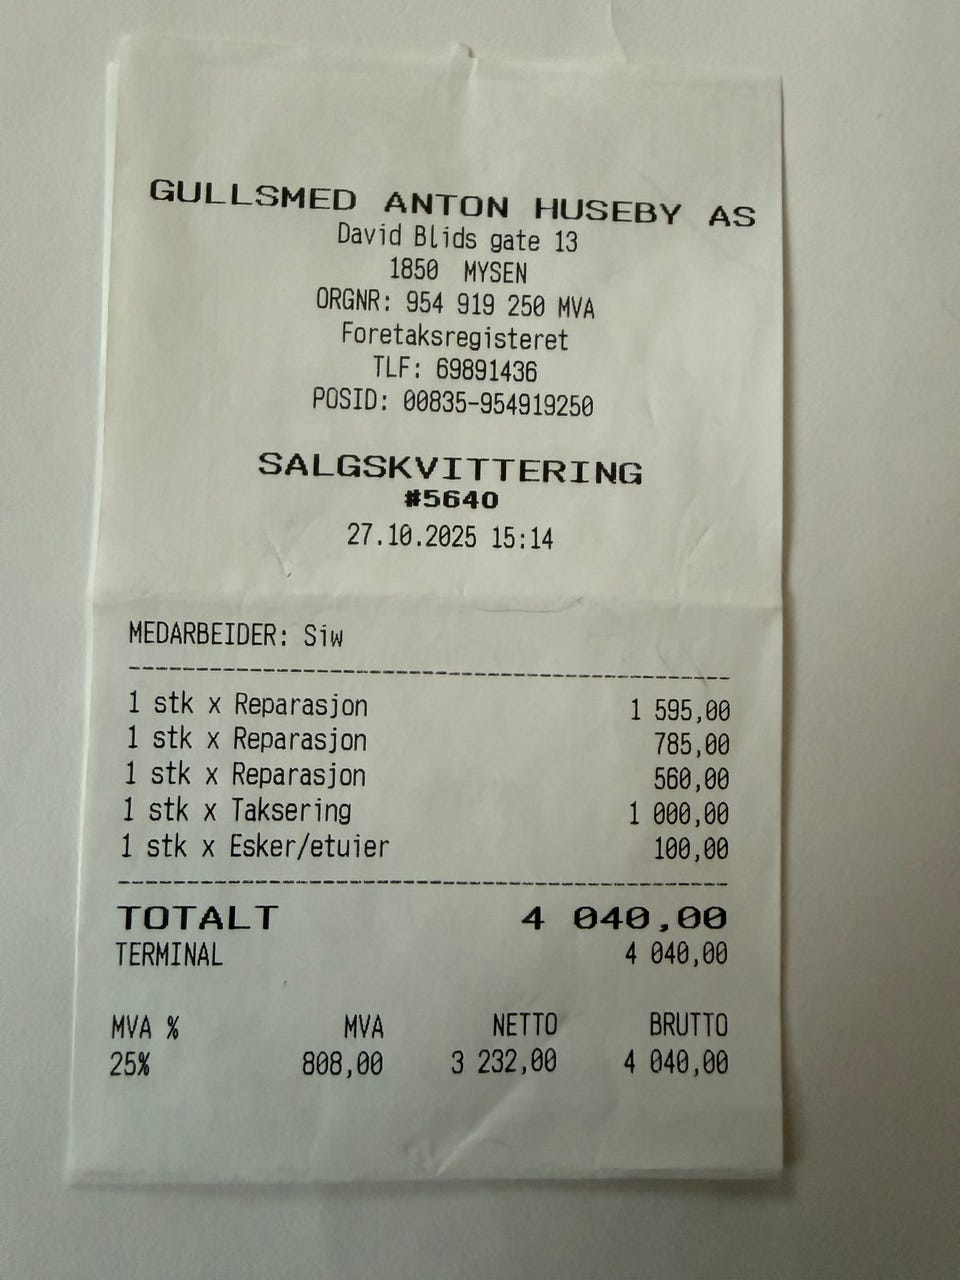 GULLSMED ANTON HUSEBY AS
David Blids gate 13
1850 MYSEN
ORGNR: 954 919 250 MVA
Foretaksregisteret
TLF: 69891436
POSID: 00835-954919250
SALGSKVITTERING
#5640
27.10.2025 15:14
MEDARBEIDER: Siw
1 stk x Reparasjon 1 595,00
1 stk x Reparasjon 785,00
1 stk x Reparasjon 560,00
1 stk x Taksering 1 000,00
1 stk x Esker/etuier 100,00
TOTALT 4 040,00
TERMINAL 4 040,00
MVA % MVA NETTO BRUTTO
25% 808,00 3 232,00 4 040,00